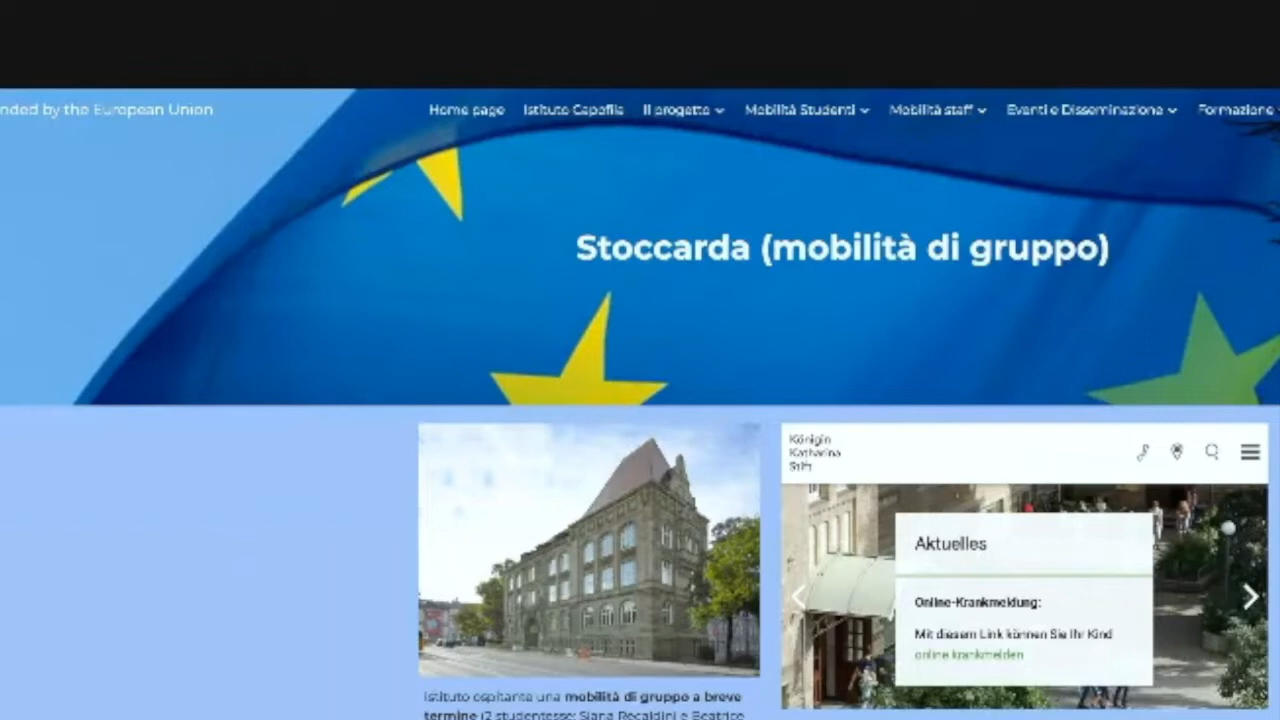 nded by the European Union
Home page Istituto Capofila Il progetto Mobilità Studenti Mobilità staff Eventi e Disseminazione Formazione
Stoccarda (mobilità di gruppo)
Königin
Katharina
Stift
Aktuelles
Online-Krankmeldung:
Mit diesem Link können Sie Ihr Kind
online krankmelden
Istituto ospitante una mobilità di gruppo a breve
termine (2 studentesse: Siana Recaldini e Beatrice